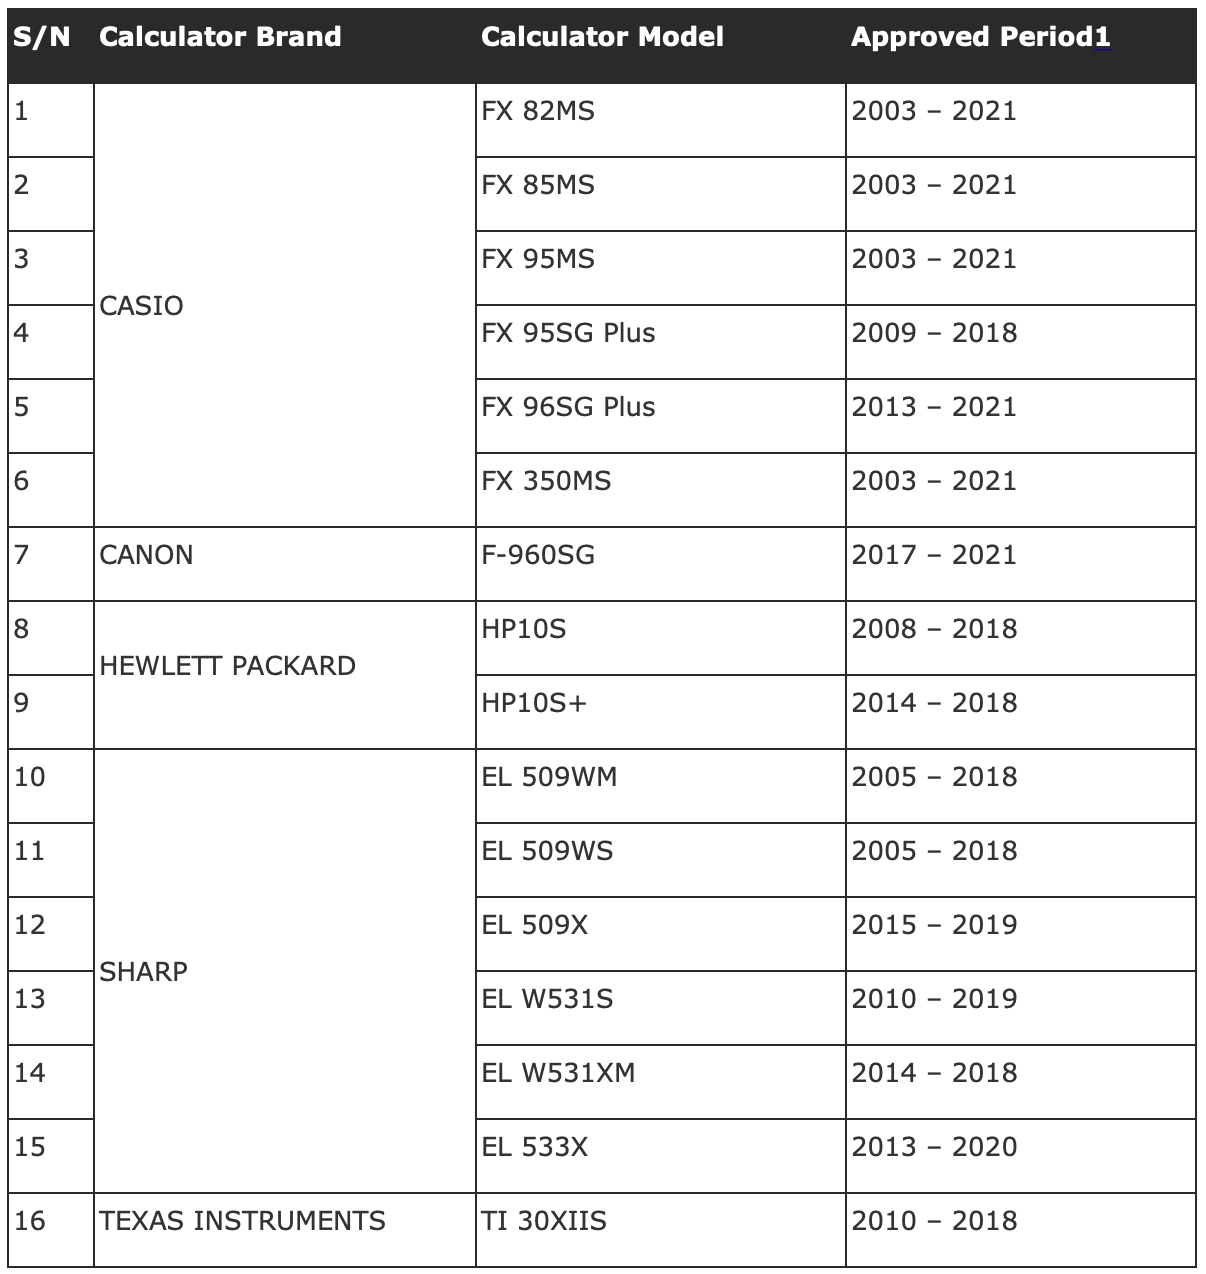 S/N Calculator Brand Calculator Model Approved Period1
1 FX 82MS 2003 – 2021
2 FX 85MS 2003 – 2021
3 FX 95MS 2003 – 2021
CASIO
4 FX 95SG Plus 2009 – 2018
5 FX 96SG Plus 2013 – 2021
6 FX 350MS 2003 – 2021
7 CANON F-960SG 2017 – 2021
8 HP10S 2008 – 2018
HEWLETT PACKARD
9 HP10S+ 2014 – 2018
10 EL 509WM 2005 – 2018
11 EL 509WS 2005 – 2018
12 EL 509X 2015 – 2019
SHARP
13 EL W531S 2010 – 2019
14 EL W531XM 2014 – 2018
15 EL 533X 2013 – 2020
16 TEXAS INSTRUMENTS TI 30XIIS 2010 – 2018